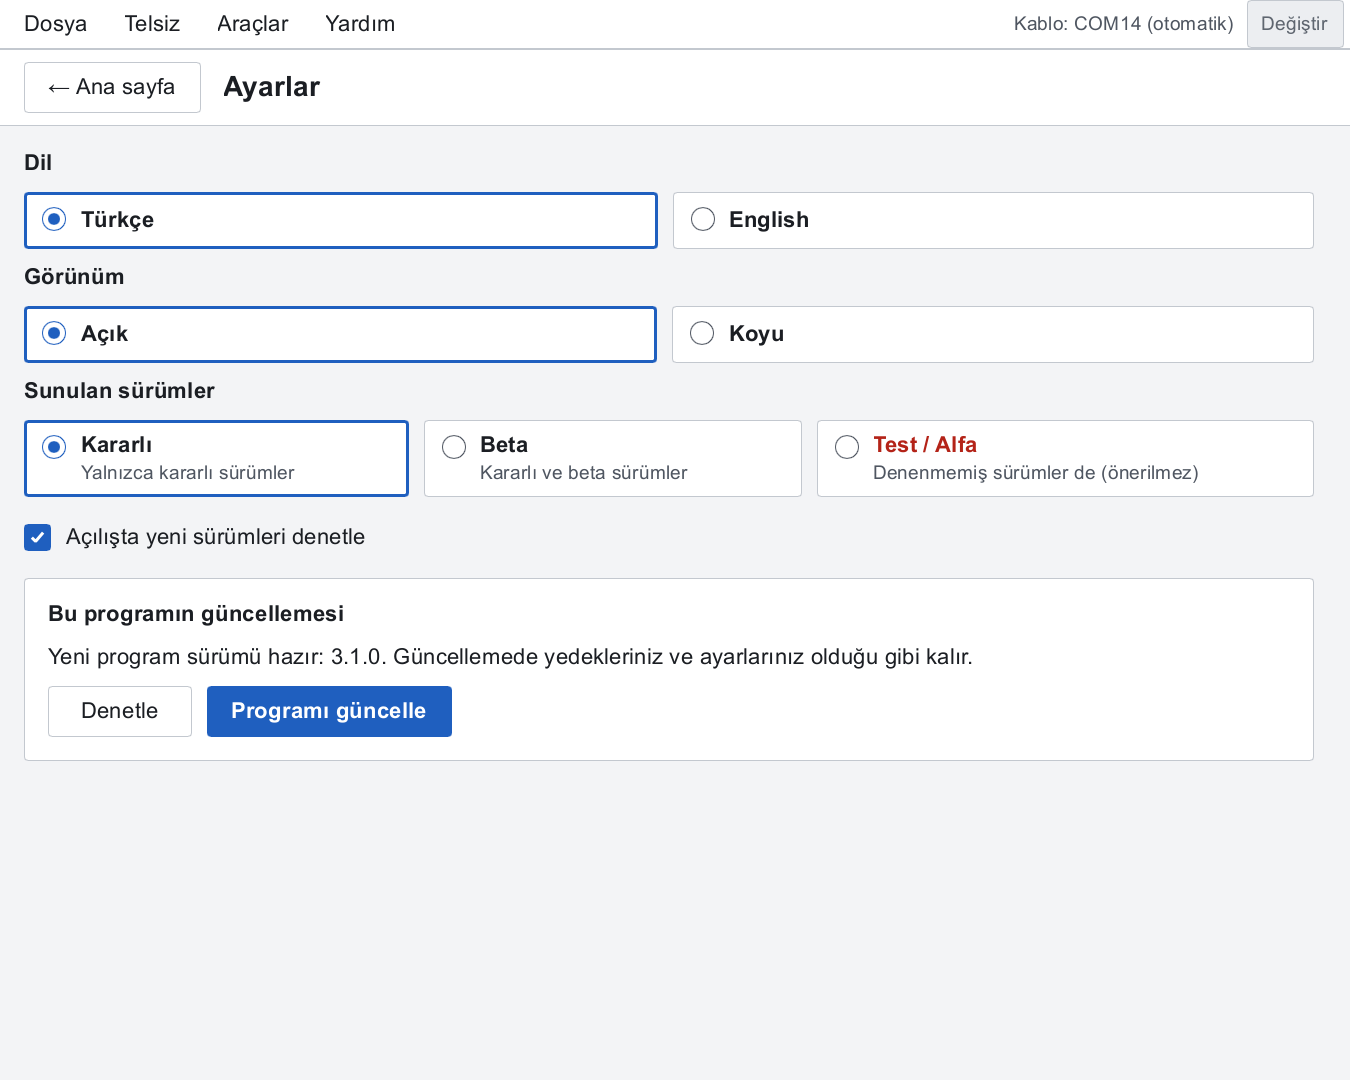 Dosya Telsiz Araçlar Yardım Kablo: COM14 (otomatik) Değiştir
← Ana sayfa Ayarlar
Dil
Türkçe English
Görünüm
Açık Koyu
Sunulan sürümler
Kararlı Beta Test / Alfa
Yalnızca kararlı sürümler Kararlı ve beta sürümler Denenmemiş sürümler de (önerilmez)
Açılışta yeni sürümleri denetle
Bu programın güncellemesi
Yeni program sürümü hazır: 3.1.0. Güncellemede yedekleriniz ve ayarlarınız olduğu gibi kalır.
Denetle Programı güncelle